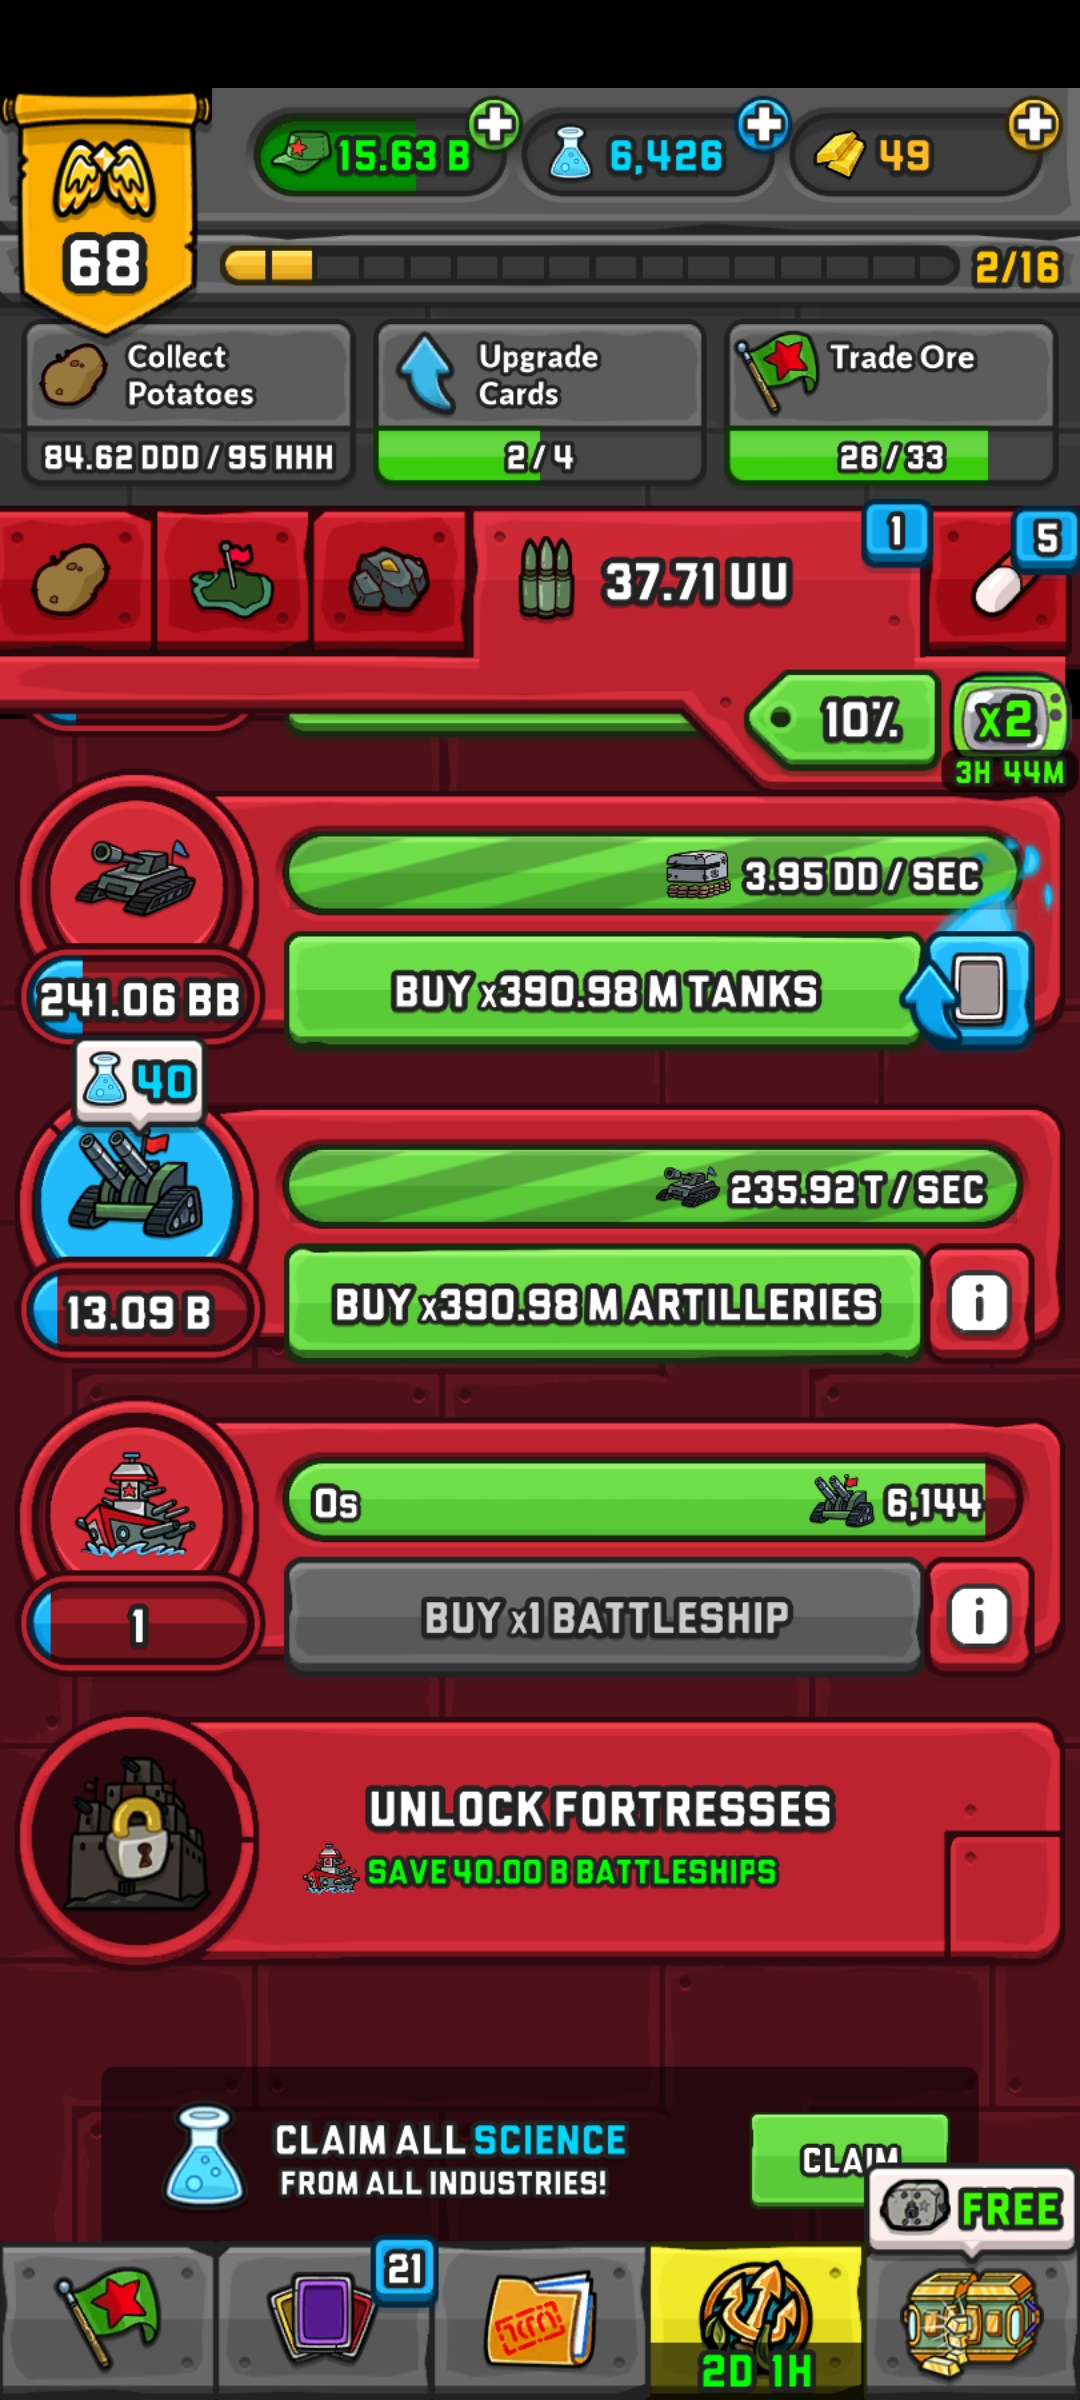 15.63 B
6,426
49
68
2/16
Collect
Potatoes
Upgrade
Cards
Trade Ore
84.62 DDD / 95 HHH
2 / 4
26 / 33
37.71 UU
1
5
10%
x2
3H 44M
3.95 DD / SEC
241.06 BB
BUY x390.98 M TANKS
40
235.92 T / SEC
13.09 B
BUY x390.98 M ARTILLERIES
i
0s
6,144
1
BUY x1 BATTLESHIP
i
UNLOCK FORTRESSES
SAVE 40.00 B BATTLESHIPS
CLAIM ALL SCIENCE
FROM ALL INDUSTRIES!
CLAIM
FREE
21
2D 1H